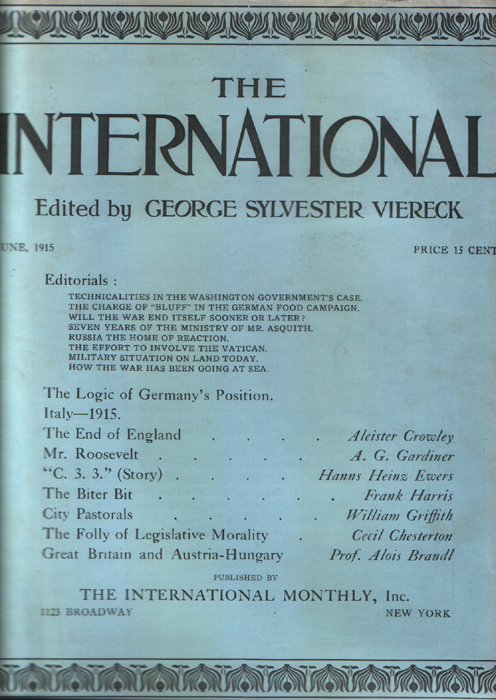 THE
INTERNATIONAL
Edited by GEORGE SYLVESTER VIERECK
UNE, 1915 PRICE 15 CENT
Editorials :
TECHNICALITIES IN THE WASHINGTON GOVERNMENT'S CASE.
THE CHARGE OF "BLUFF" IN THE GERMAN FOOD CAMPAIGN.
WILL THE WAR END ITSELF SOONER OR LATER?
SEVEN YEARS OF THE MINISTRY OF MR. ASQUITH.
RUSSIA THE HOME OF REACTION.
THE EFFORT TO INVOLVE THE VATICAN.
MILITARY SITUATION ON LAND TODAY.
HOW THE WAR HAS BEEN GOING AT SEA.
The Logic of Germany's Position.
Italy—1915.
The End of England . . . . Aleister Crowley
Mr. Roosevelt . . . . . A. G. Gardiner
"C. 3. 3." (Story) . . . . Hanns Heinz Ewers
The Biter Bit . . . . . Frank Harris
City Pastorals . . . . . William Griffith
The Folly of Legislative Morality . Cecil Chesterton
Great Britain and Austria-Hungary Prof. Alois Brandl
PUBLISHED BY
THE INTERNATIONAL MONTHLY, Inc.
1123 BROADWAY NEW YORK